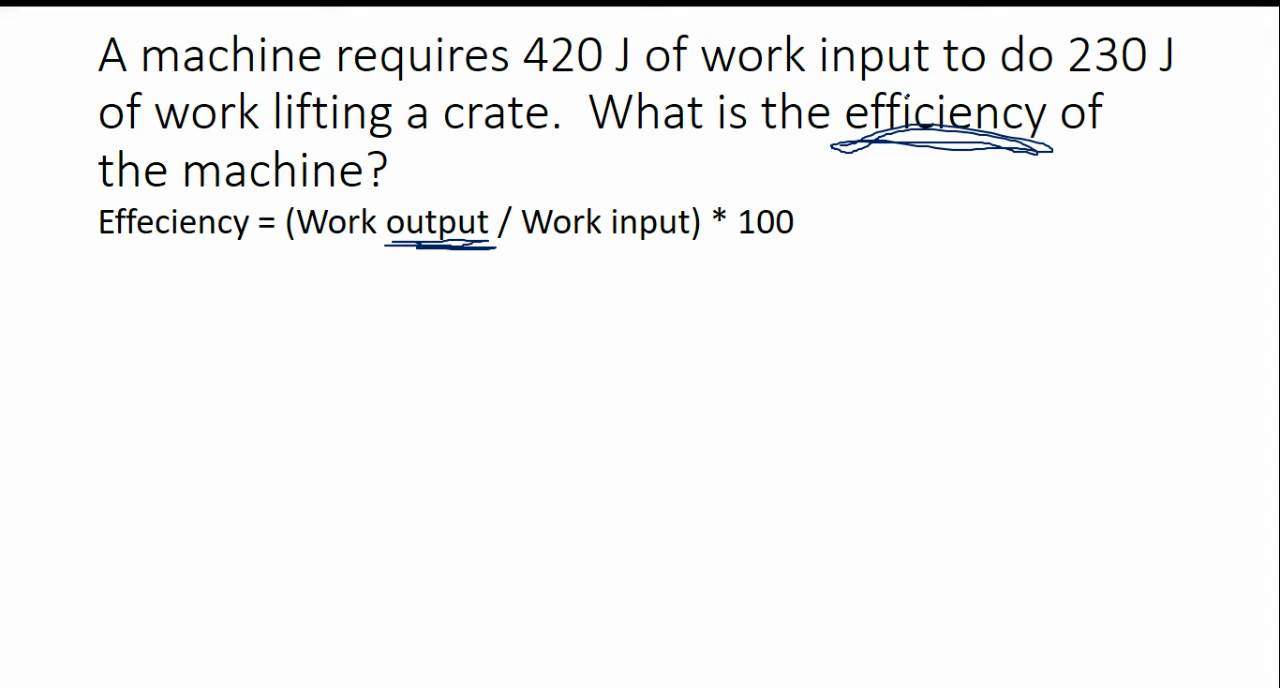 A machine requires 420 J of work input to do 230 J
of work lifting a crate.  What is the efficiency of
the machine?
Effeciency = (Work output / Work input) * 100